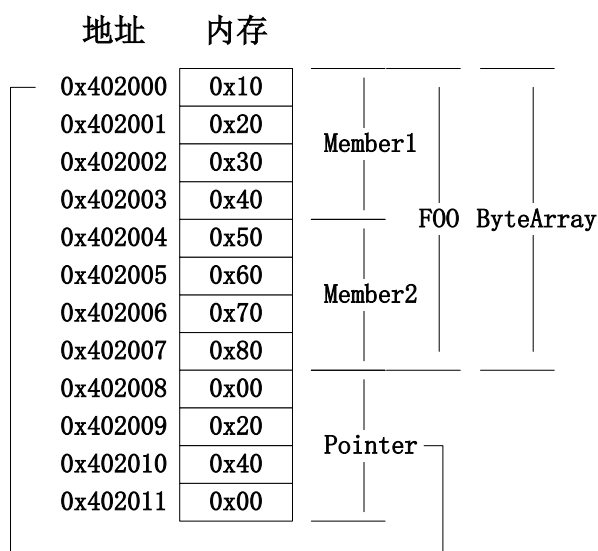 地址 内存
0x402000 0x10
0x402001 0x20
0x402002 0x30 Member1
0x402003 0x40
0x402004 0x50 FOO ByteArray
0x402005 0x60
0x402006 0x70 Member2
0x402007 0x80
0x402008 0x00
0x402009 0x20
0x402010 0x40 Pointer
0x402011 0x00